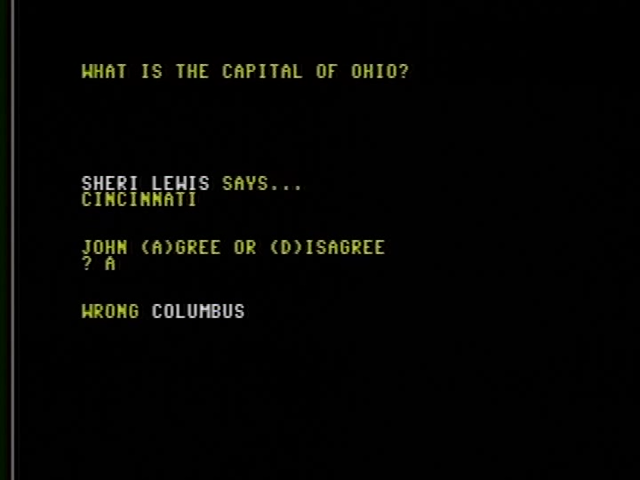 WHAT IS THE CAPITAL OF OHIO?
SHERI LEWIS SAYS...
CINCINNATI
JOHN (A)GREE OR (D)ISAGREE
? A
WRONG COLUMBUS